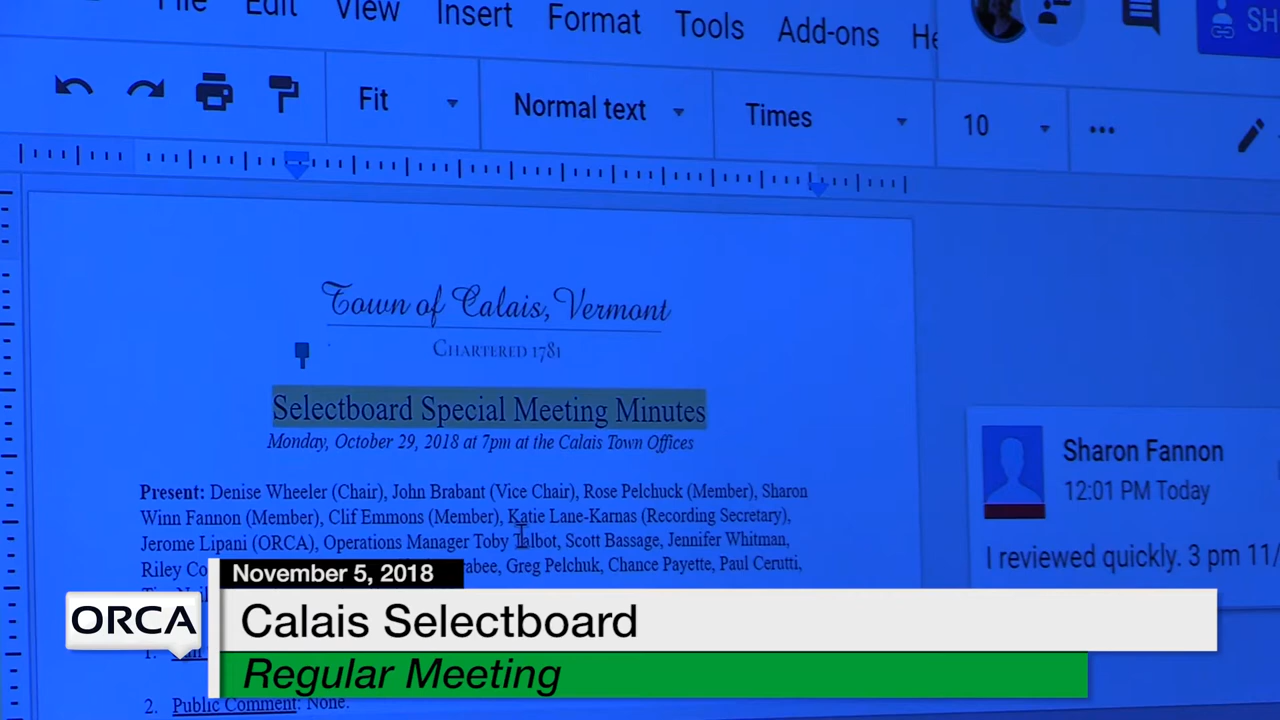 File Edit View Insert Format Tools Add-ons
Fit Normal text Times 10 ...
Town of Calais, Vermont
Chartered 1781
Selectboard Special Meeting Minutes
Monday, October 29, 2018 at 7pm at the Calais Town Offices
Present: Denise Wheeler (Chair), John Brabant (Vice Chair), Rose Pelchuck (Member), Sharon
Winn Fannon (Member), Clif Emmons (Member), Katie Lane-Karnas (Recording Secretary),
Jerome Lipani (ORCA), Operations Manager Toby Talbot, Scott Bassage, Jennifer Whitman,
Riley Greg Pelchuk, Chance Payette, Paul Cerutti,
Sharon Fannon
12:01 PM Today
I reviewed quickly. 3 pm 11/
November 5, 2018
ORCA
Calais Selectboard
Regular Meeting
1.
2. Public Comment: None.